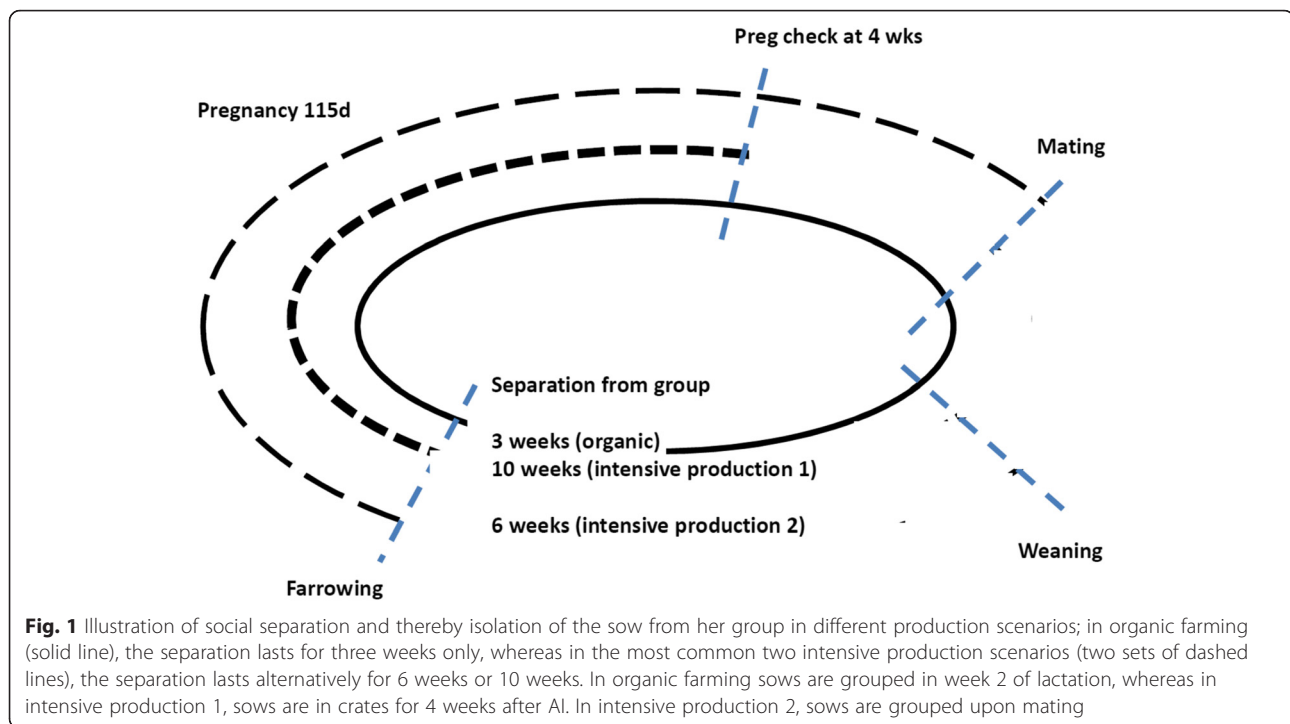 Preg check at 4 wks
Pregnancy 115d
Mating
Separation from group
3 weeks (organic)
10 weeks (intensive production 1)
6 weeks (intensive production 2)
Weaning
Farrowing
Fig. 1 Illustration of social separation and thereby isolation of the sow from her group in different production scenarios; in organic farming
(solid line), the separation lasts for three weeks only, whereas in the most common two intensive production scenarios (two sets of dashed
lines), the separation lasts alternatively for 6 weeks or 10 weeks. In organic farming sows are grouped in week 2 of lactation, whereas in
intensive production 1, sows are in crates for 4 weeks after AI. In intensive production 2, sows are grouped upon mating